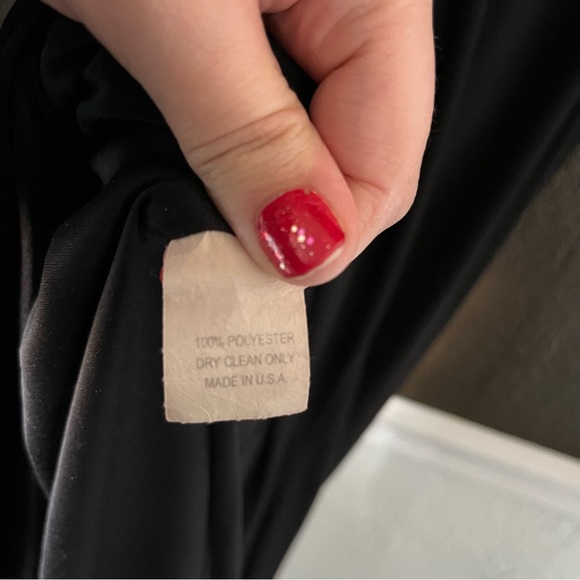 100% POLYESTER
DRY CLEAN ONLY
MADE IN U.S.A.